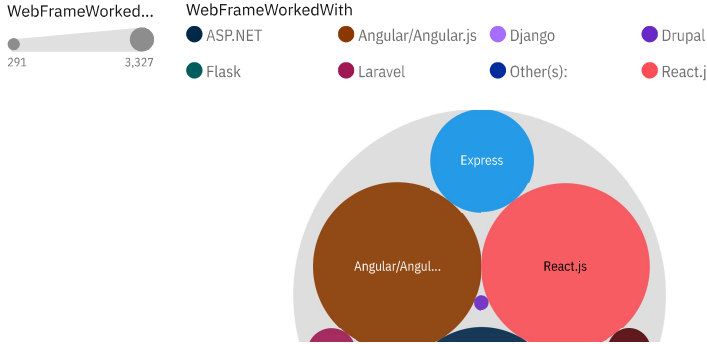 WebFrameWorked...
291
3,327
WebFrameWorkedWith
ASP.NET
Angular/Angular.js
Django
Drupal
Flask
Laravel
Other(s):
React.j
Express
Angular/Angul...
React.js